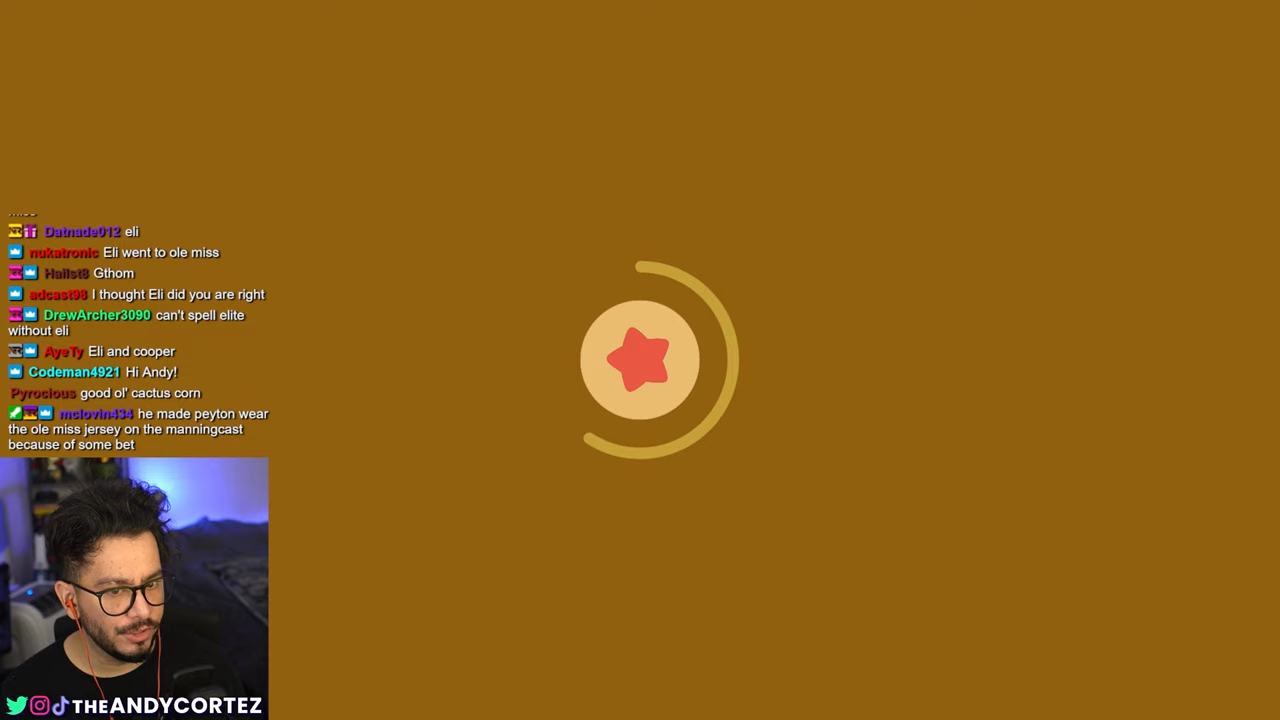 Datnade012 eli
nukatronic Eli went to ole miss
Hailst8 Gthom
adcast98 I thought Eli did you are right
DrewArcher3090 can't spell elite
without eli
AyeTy Eli and cooper
Codeman4921 Hi Andy!
Pyrocious good ol' cactus corn
mclovin434 he made peyton wear
the ole miss jersey on the manningcast
because of some bet
THEANDYCORTEZ